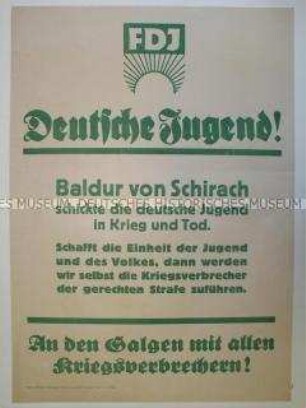 FDJ
Deutsche Jugend!
Baldur von Schirach
schickte die deutsche Jugend
in Krieg und Tod.
Schafft die Einheit der Jugend
und des Volkes, dann werden
wir selbst die Kriegsverbrecher
der gerechten Strafe zuführen.
An den Galgen mit allen
Kriegsverbrechern!